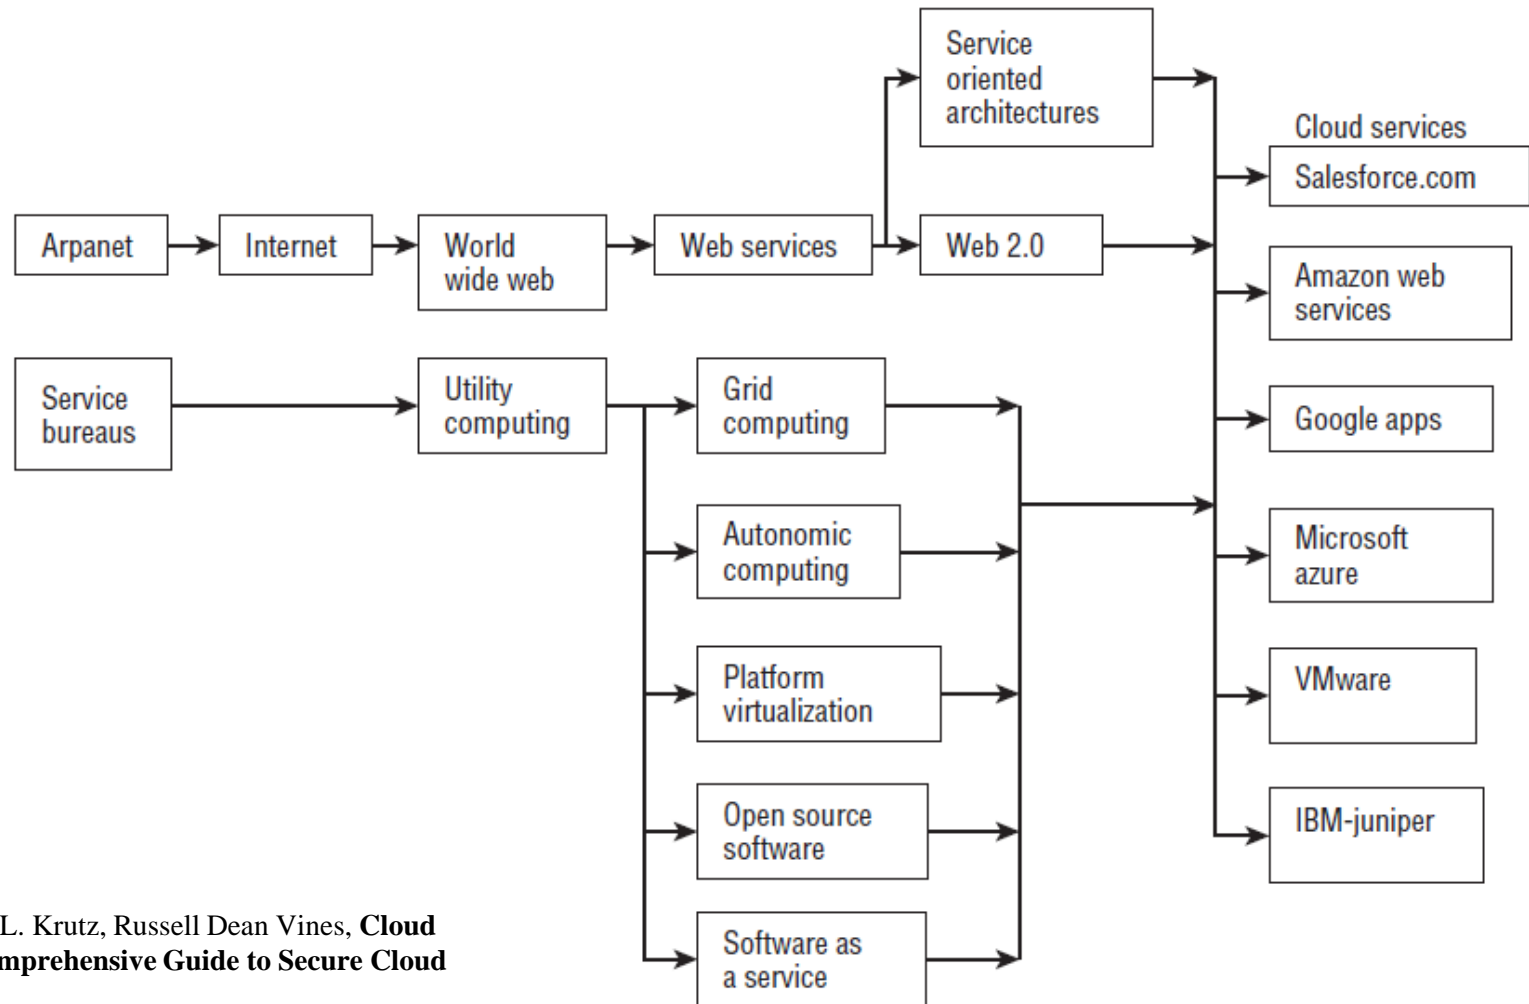 Service
oriented
architectures
Cloud services
Salesforce.com
Arpanet
Internet
World
wide web
Web services
Web 2.0
Amazon web
services
Service
bureaus
Utility
computing
Grid
computing
Google apps
Autonomic
computing
Microsoft
azure
Platform
virtualization
VMware
Open source
software
IBM-juniper
Software as
a service
L. Krutz, Russell Dean Vines, Cloud
mprehensive Guide to Secure Cloud